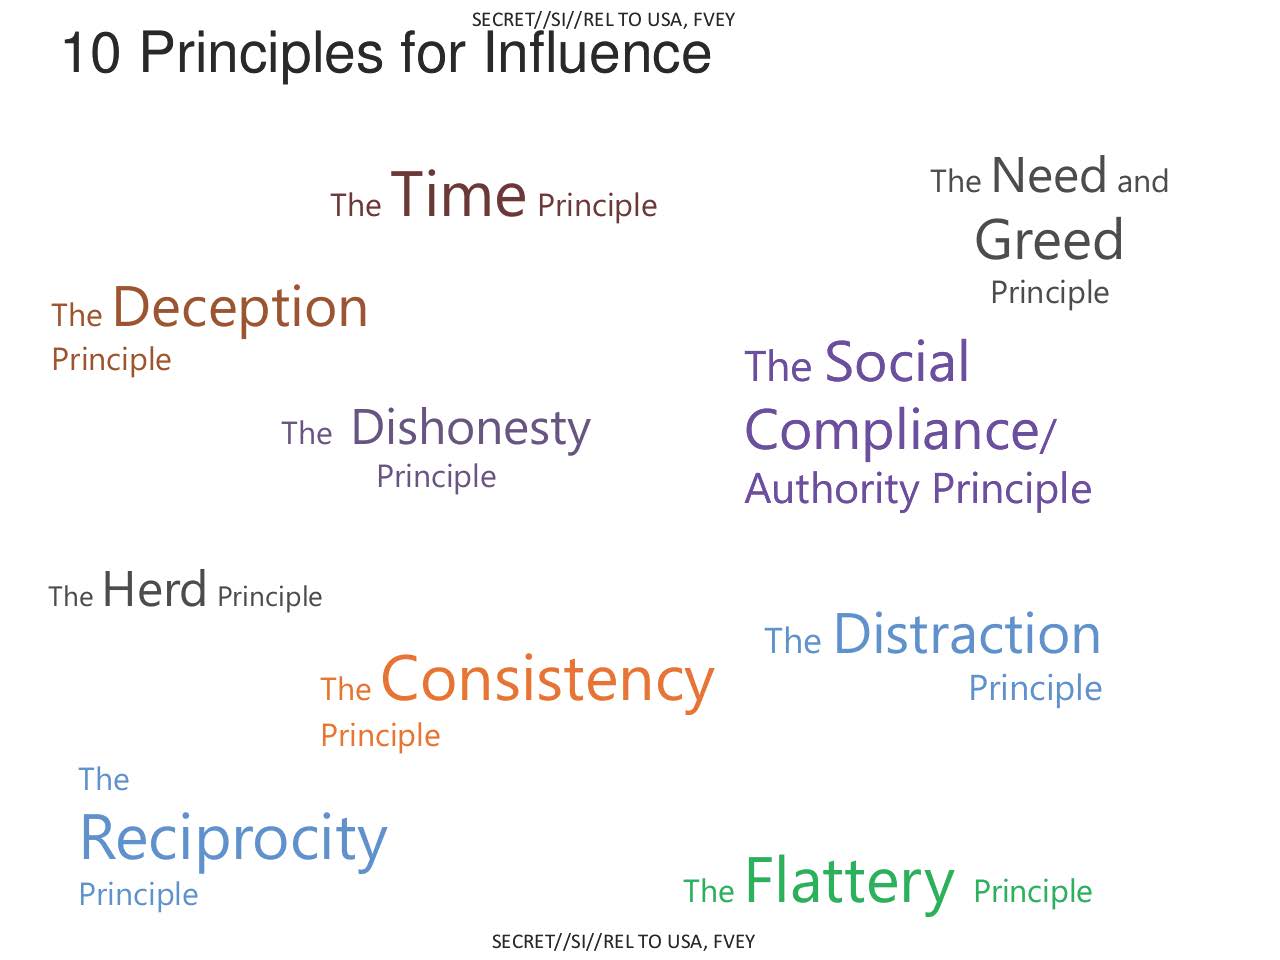 SECRET//SI//REL TO USA, FVEY
10 Principles for Influence
The Time Principle
The Need and
Greed
Principle
The Deception
Principle
The Social
Compliance/
Authority Principle
The Dishonesty
Principle
The Herd Principle
The Distraction
Principle
The Consistency
Principle
The
Reciprocity
Principle
The Flattery Principle
SECRET//SI//REL TO USA, FVEY